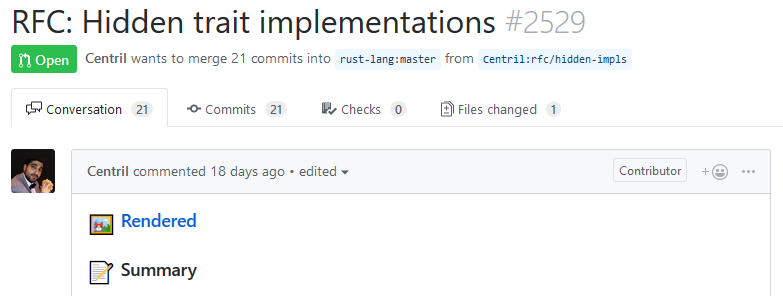 RFC: Hidden trait implementations #2529
Open Centril wants to merge 21 commits into rust-lang:master from Centril:rfc/hidden-impls
Conversation 21 Commits 21 Checks 0 Files changed 1
Centril commented 18 days ago • edited Contributor
Rendered
Summary